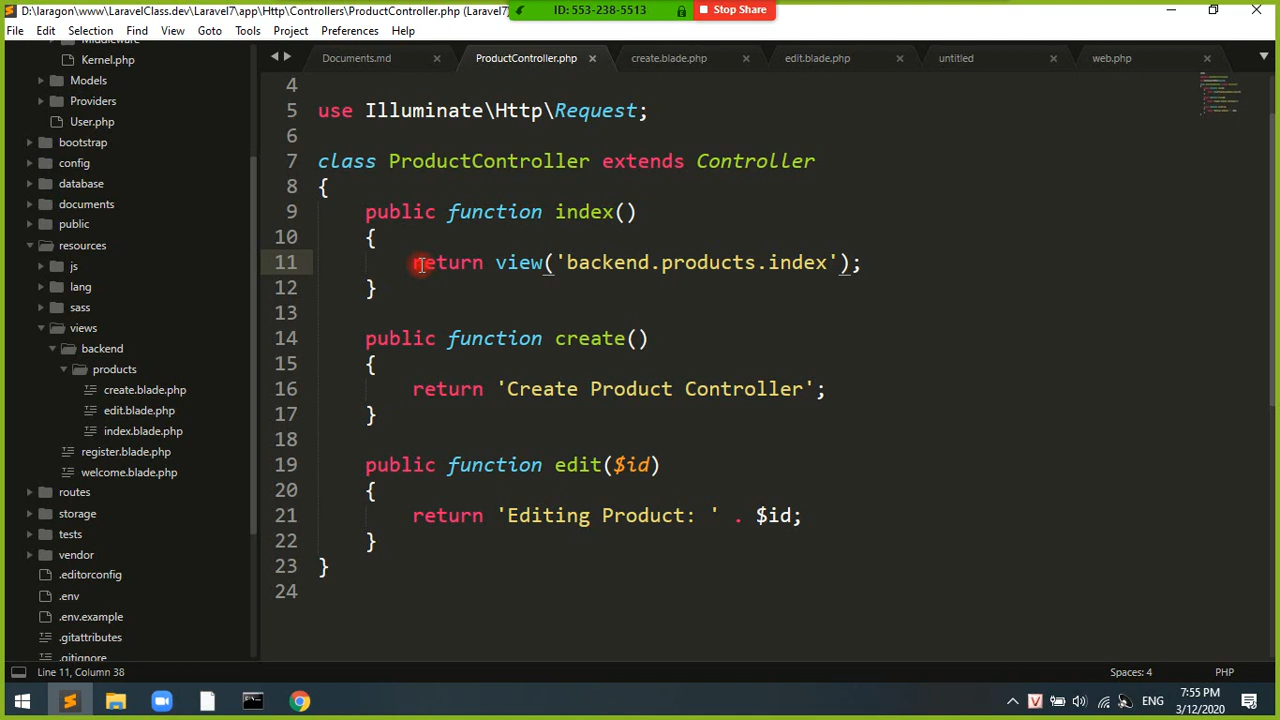 D:\laragon\www\LaravelClass.dev\Laravel7\app\Http\Controllers\ProductController.php (Laravel7)
ID: 553-238-5513
Stop Share
File Edit Selection Find View Goto Tools Project Preferences Help
Documents.md
ProductController.php
create.blade.php
edit.blade.php
untitled
web.php
Kernel.php
Models
Providers
User.php
bootstrap
config
database
documents
public
resources
js
lang
sass
views
backend
products
create.blade.php
edit.blade.php
index.blade.php
register.blade.php
welcome.blade.php
routes
storage
tests
vendor
.editorconfig
.env
.env.example
.gitattributes
.gitignore
4
5 use Illuminate\Http\Request;
6
7 class ProductController extends Controller
8 {
9 public function index()
10 {
11 return view('backend.products.index');
12 }
13
14 public function create()
15 {
16 return 'Create Product Controller';
17 }
18
19 public function edit($id)
20 {
21 return 'Editing Product: ' . $id;
22 }
23 }
24
Line 11, Column 38
Spaces: 4
PHP
ENG
7:55 PM
3/12/2020